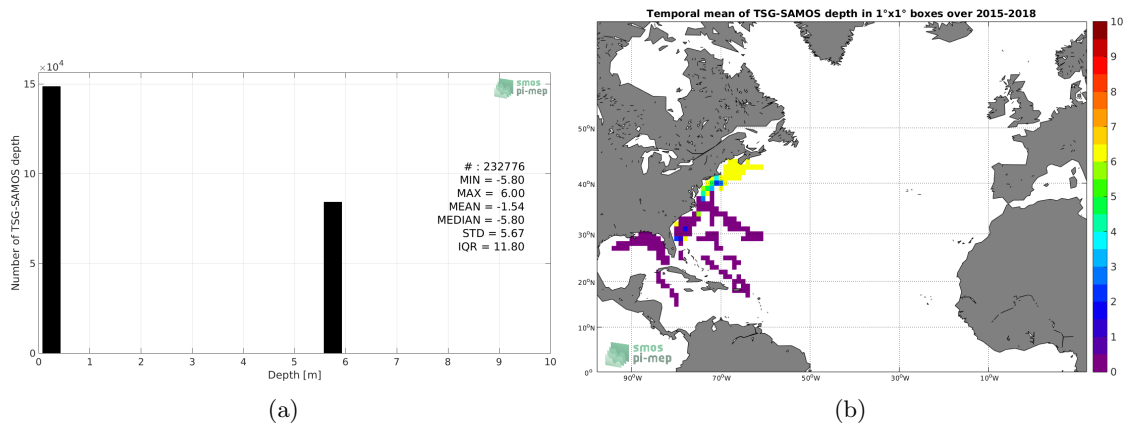 Temporal mean of TSG-SAMOS depth in 1°x1° boxes over 2015-2018
×10⁴
15
10
5
0
Number of TSG-SAMOS depth
smos
pi-mep
# : 232776
MIN = -5.80
MAX = 6.00
MEAN = -1.54
MEDIAN = -5.80
STD = 5.67
IQR = 11.80
0 1 2 3 4 5 6 7 8 9 10
Depth [m]
(a)
50°N
40°N
30°N
20°N
10°N
0°
90°W 70°W 50°W 30°W 10°W
smos
pi-mep
10
9
8
7
6
5
4
3
2
1
0
(b)